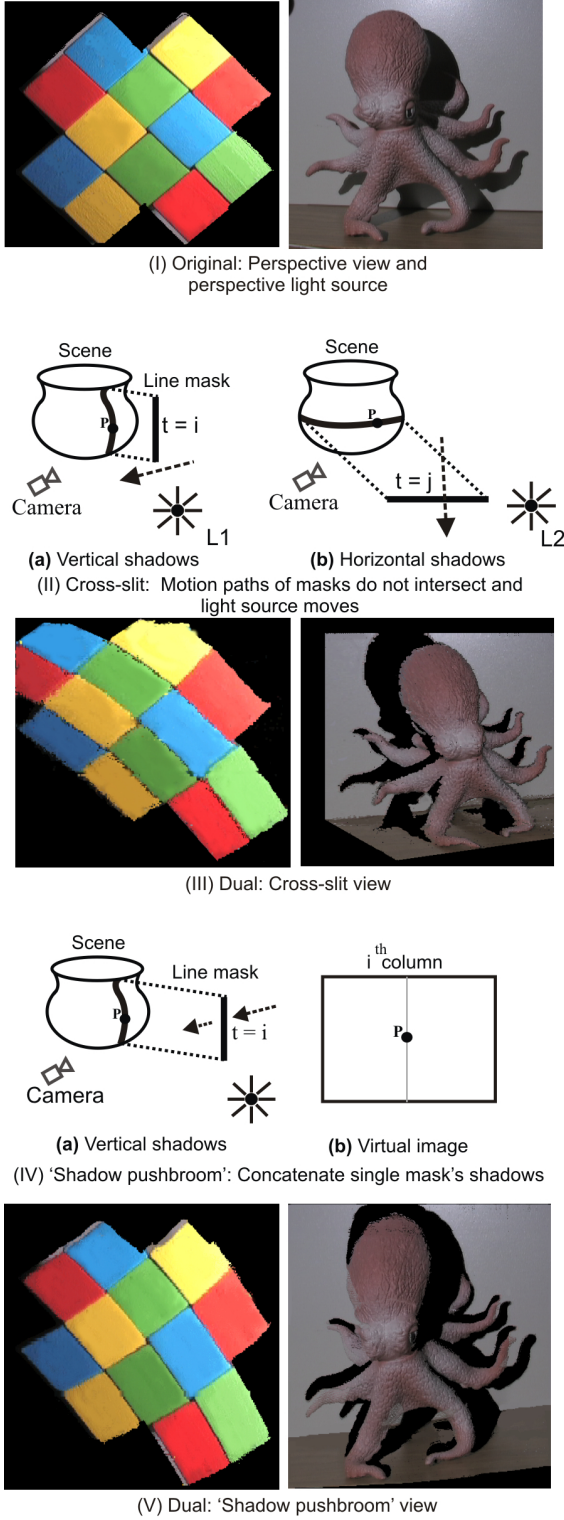 (I) Original: Perspective view and
perspective light source
Scene
Line mask
P
t = i
Camera
L1
(a) Vertical shadows
Scene
P
t = j
Camera
L2
(b) Horizontal shadows
(II) Cross-slit: Motion paths of masks do not intersect and
light source moves
(III) Dual: Cross-slit view
Scene
Line mask
P
t = i
Camera
(a) Vertical shadows
i th column
P
(b) Virtual image
(IV) ‘Shadow pushbroom’: Concatenate single mask’s shadows
(V) Dual: ‘Shadow pushbroom’ view